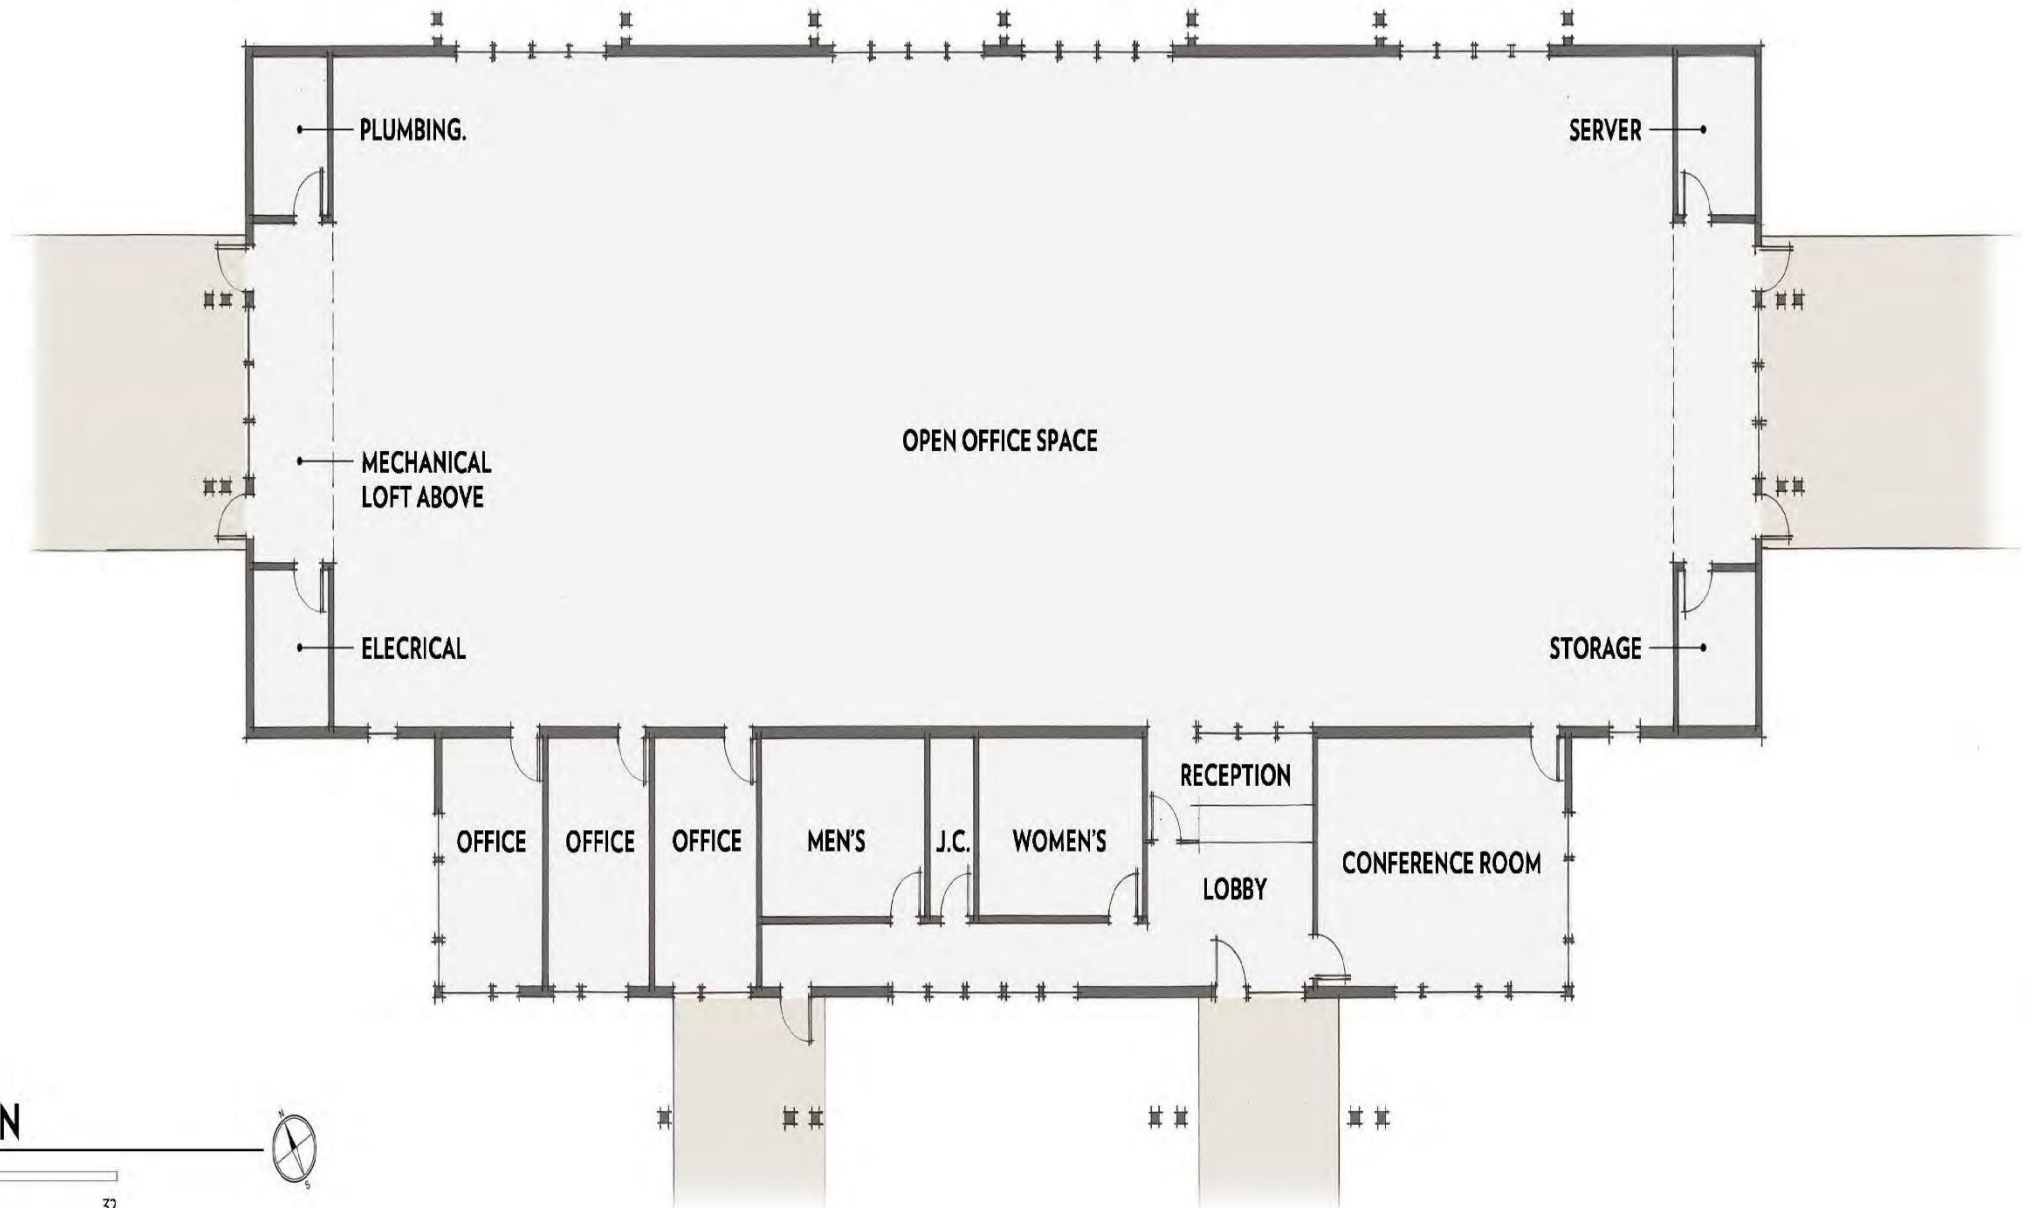 PLUMBING.
SERVER
OPEN OFFICE SPACE
MECHANICAL
LOFT ABOVE
ELECRICAL
STORAGE
RECEPTION
OFFICE
OFFICE
OFFICE
MEN'S
J.C.
WOMEN'S
CONFERENCE ROOM
LOBBY
N
N
S
32